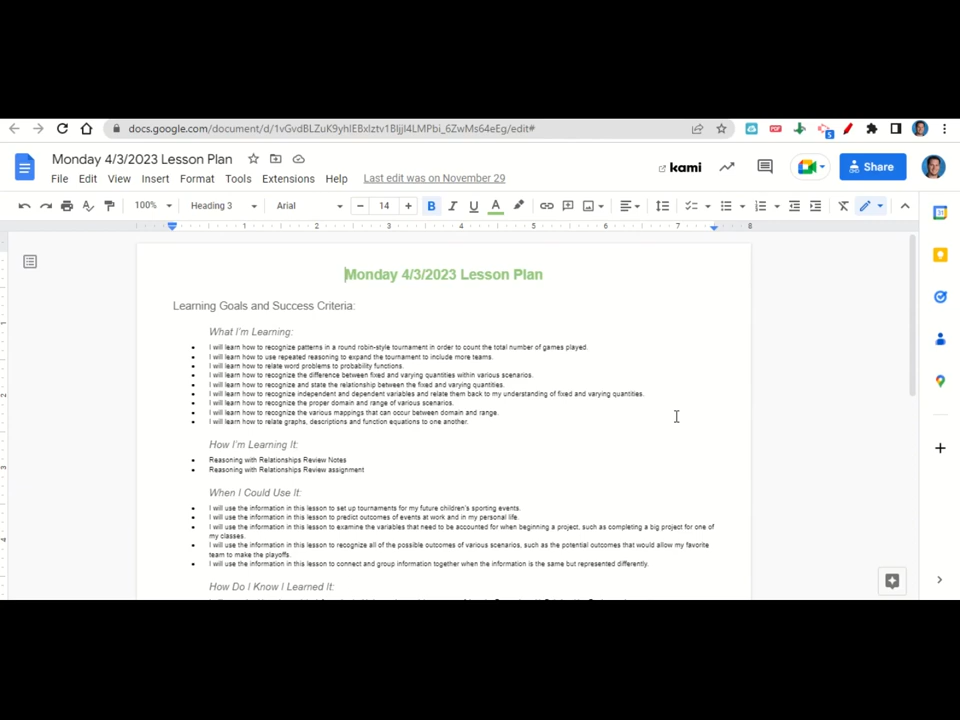 docs.google.com/document/d/1vGvdBLZuK9yhIEBxlztv1BljjI4LMPbi_6ZwMs64eEg/edit#
PDF
5
Monday 4/3/2023 Lesson Plan
kami
Share
File Edit View Insert Format Tools Extensions Help Last edit was on November 29
100% Heading 3 Arial 14 B I U A
1 2 3 4 5 6 7 8
Monday 4/3/2023 Lesson Plan
Learning Goals and Success Criteria:
What I'm Learning:
I will learn how to recognize patterns in a round robin-style tournament in order to count the total number of games played.
I will learn how to use repeated reasoning to expand the tournament to include more teams.
I will learn how to relate word problems to probability functions.
I will learn how to recognize the difference between fixed and varying quantities within various scenarios.
I will learn how to recognize and state the relationship between the fixed and varying quantities.
I will learn how to recognize independent and dependent variables and relate them back to my understanding of fixed and varying quantities.
I will learn how to recognize the proper domain and range of various scenarios.
I will learn how to recognize the various mappings that can occur between domain and range.
I will learn how to relate graphs, descriptions and function equations to one another.
How I'm Learning It:
Reasoning with Relationships Review Notes
Reasoning with Relationships Review assignment
When I Could Use It:
I will use the information in this lesson to set up tournaments for my future children's sporting events.
I will use the information in this lesson to predict outcomes of events at work and in my personal life.
I will use the information in this lesson to examine the variables that need to be accounted for when beginning a project, such as completing a big project for one of
my classes.
I will use the information in this lesson to recognize all of the possible outcomes of various scenarios, such as the potential outcomes that would allow my favorite
team to make the playoffs.
I will use the information in this lesson to connect and group information together when the information is the same but represented differently.
How Do I Know I Learned It: